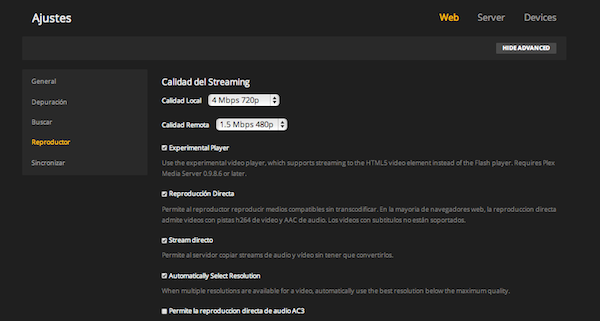 Ajustes
Web Server Devices
HIDE ADVANCED
General
Depuración
Buscar
Reproductor
Sincronizar
Calidad del Streaming
Calidad Local 4 Mbps 720p
Calidad Remota 1.5 Mbps 480p
Experimental Player
Use the experimental video player, which supports streaming to the HTML5 video element instead of the Flash player. Requires Plex
Media Server 0.9.8.6 or later.
Reproducción Directa
Permite al reproductor reproducir medios compatibles sin transcodificar. En la mayoria de navegadores web, la reproduccion directa
admite videos con pistas h264 de video y AAC de audio. Los videos con subtitulos no están soportados.
Stream directo
Permite al servidor copiar streams de audio y video sin tener que convertirlos.
Automatically Select Resolution
When multiple resolutions are available for a video, automatically use the best resolution below the maximum quality.
Permite la reproduccion directa de audio AC3